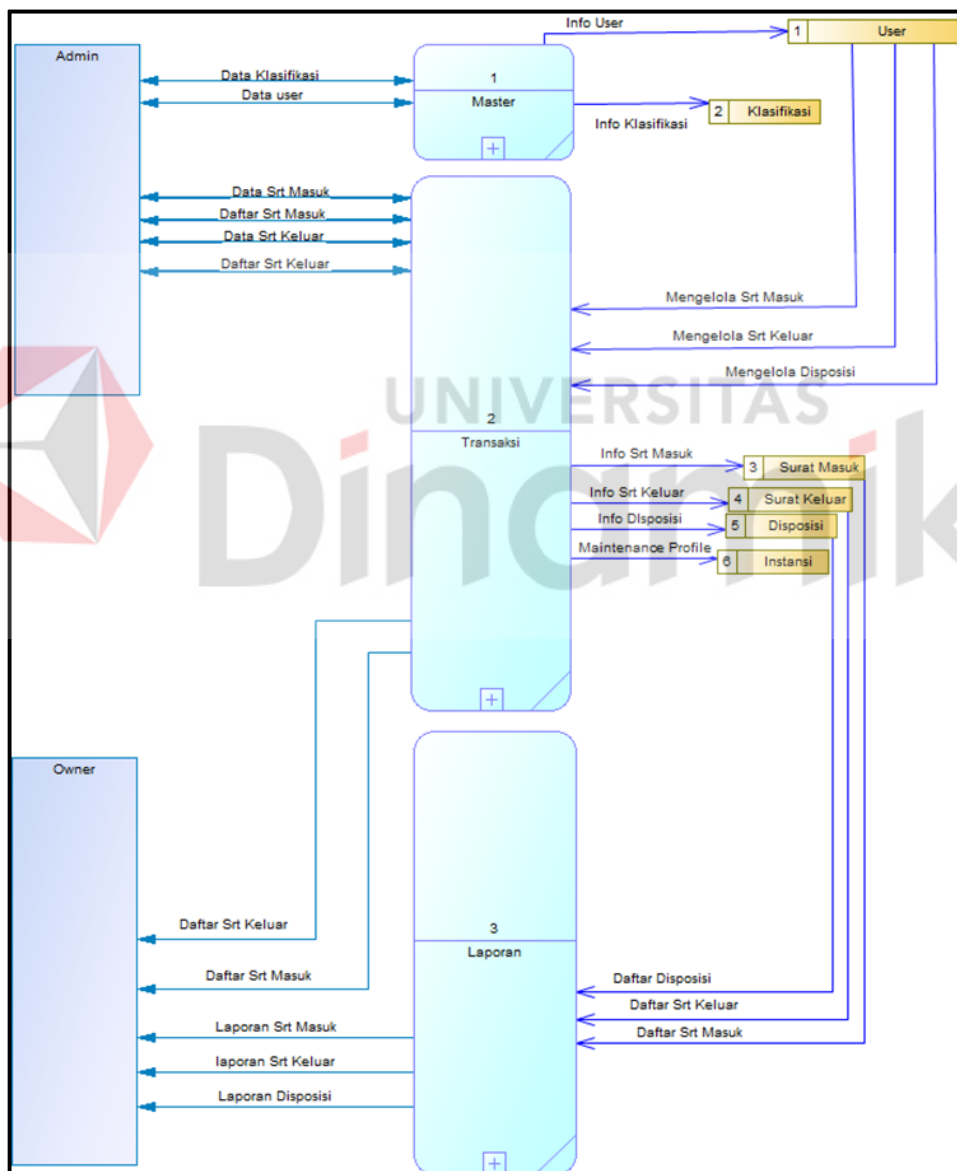 Info User
1 User
Admin
Data Klasifikasi
1
Data user
Master
2 Klasifikasi
Info Klasifikasi
Data Srt Masuk
Daftar Srt Masuk
Data Srt Keluar
Daftar Srt Keluar
Mengelola Srt Masuk
Mengelola Srt Keluar
Mengelola Disposisi
UNIVERSITAS
Dinamik
2
Transaksi
Info Srt Masuk
3 Surat Masuk
Info Srt Keluar
4 Surat Keluar
Info DIsposisi
5 Disposisi
Maintenance Profile
6 Instansi
Owner
Daftar Srt Keluar
3
Laporan
Daftar Srt Masuk
Daftar Disposisi
Daftar Srt Keluar
Daftar Srt Masuk
Laporan Srt Masuk
laporan Srt Keluar
Laporan Disposisi